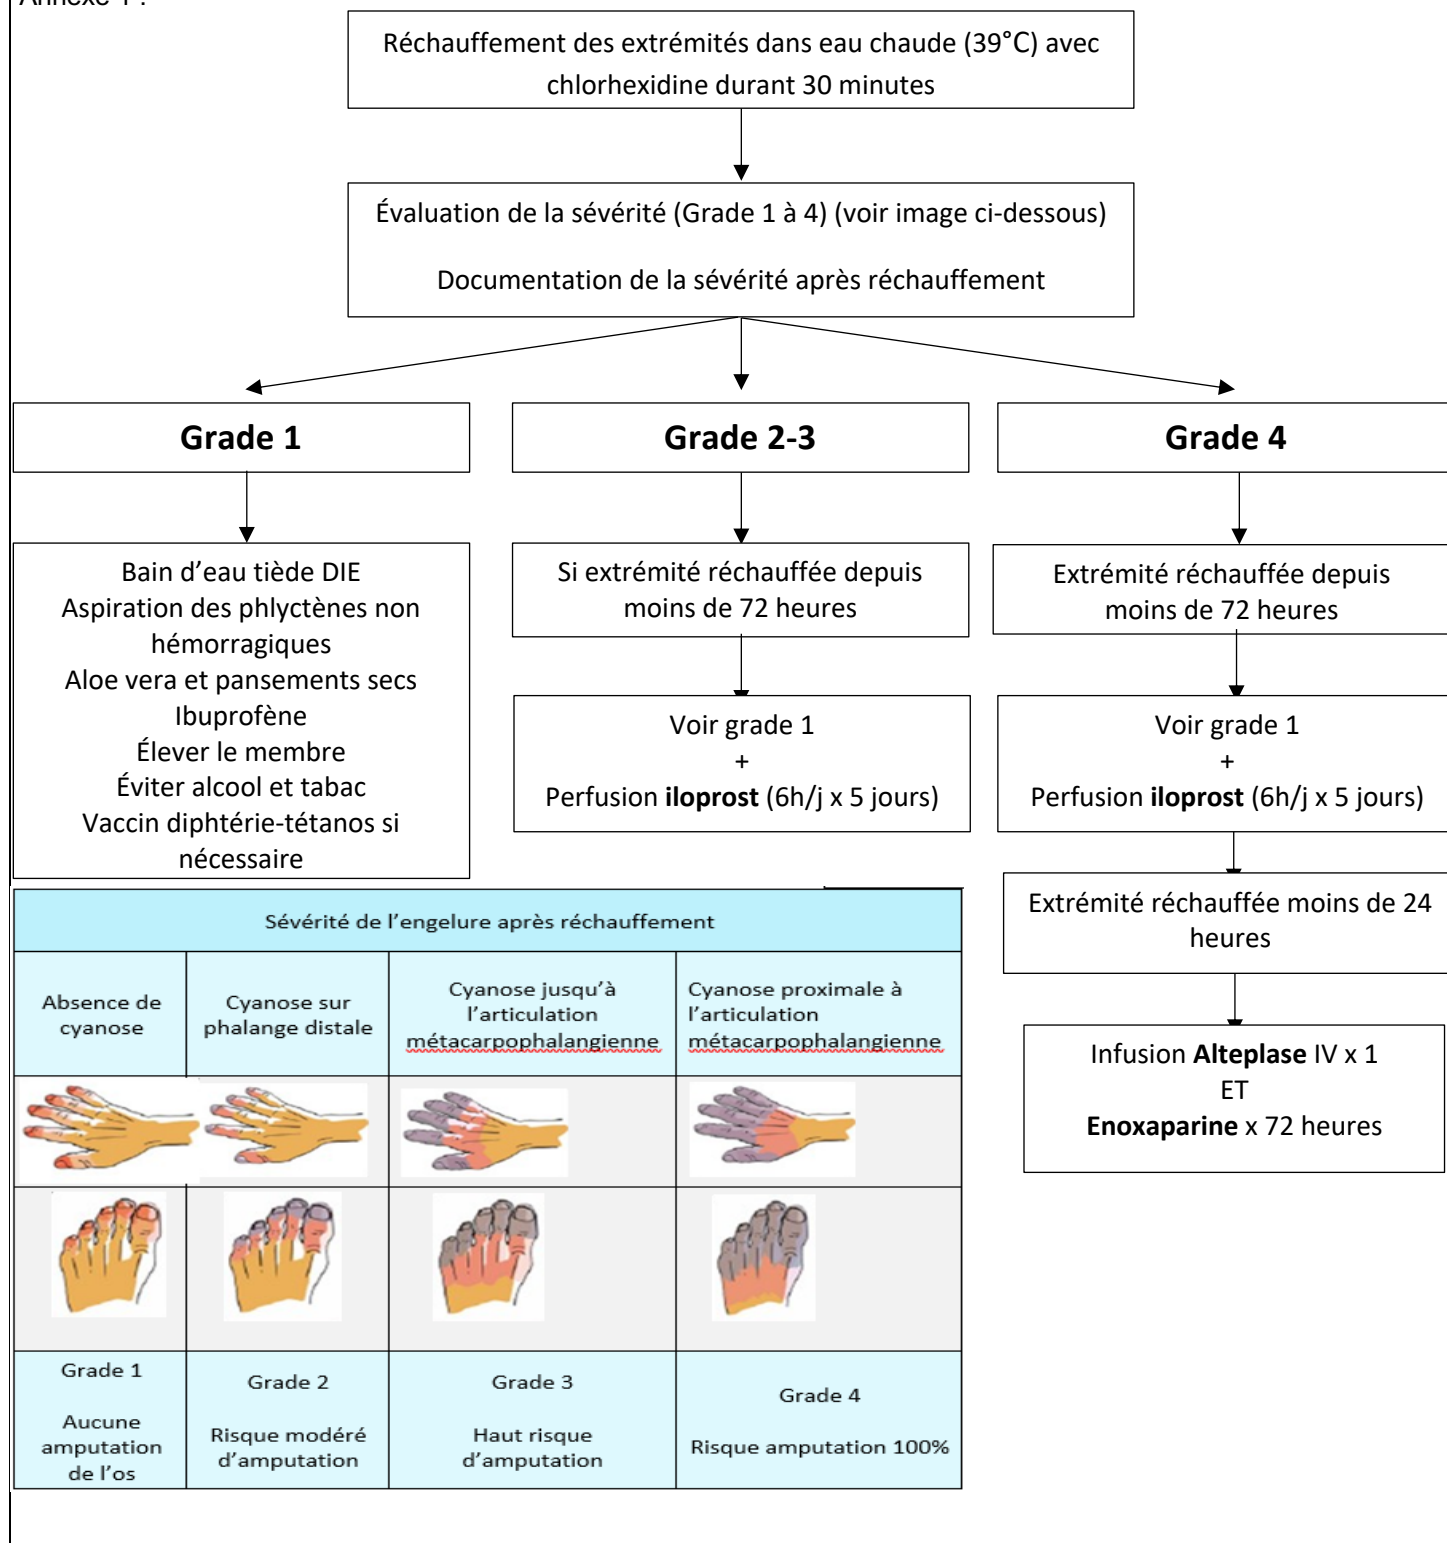 Annexe 1 :
Réchauffement des extrémités dans eau chaude (39°C) avec
chlorhexidine durant 30 minutes
Évaluation de la sévérité (Grade 1 à 4) (voir image ci-dessous)
Documentation de la sévérité après réchauffement
Grade 1
Grade 2-3
Grade 4
Bain d’eau tiède DIE
Aspiration des phlyctènes non
hémorragiques
Aloe vera et pansements secs
Ibuprofène
Élever le membre
Éviter alcool et tabac
Vaccin diphtérie-tétanos si
nécessaire
Si extrémité réchauffée depuis
moins de 72 heures
Voir grade 1
+
Perfusion iloprost (6h/j x 5 jours)
Extrémité réchauffée depuis
moins de 72 heures
Voir grade 1
+
Perfusion iloprost (6h/j x 5 jours)
Extrémité réchauffée moins de 24
heures
Infusion Alteplase IV x 1
ET
Enoxaparine x 72 heures
Sévérité de l’engelure après réchauffement
Absence de
cyanose
Cyanose sur
phalange distale
Cyanose jusqu’à
l’articulation
métacarpophalangienne
Cyanose proximale à
l’articulation
métacarpophalangienne
Grade 1
Aucune
amputation
de l’os
Grade 2
Risque modéré
d’amputation
Grade 3
Haut risque
d’amputation
Grade 4
Risque amputation 100%